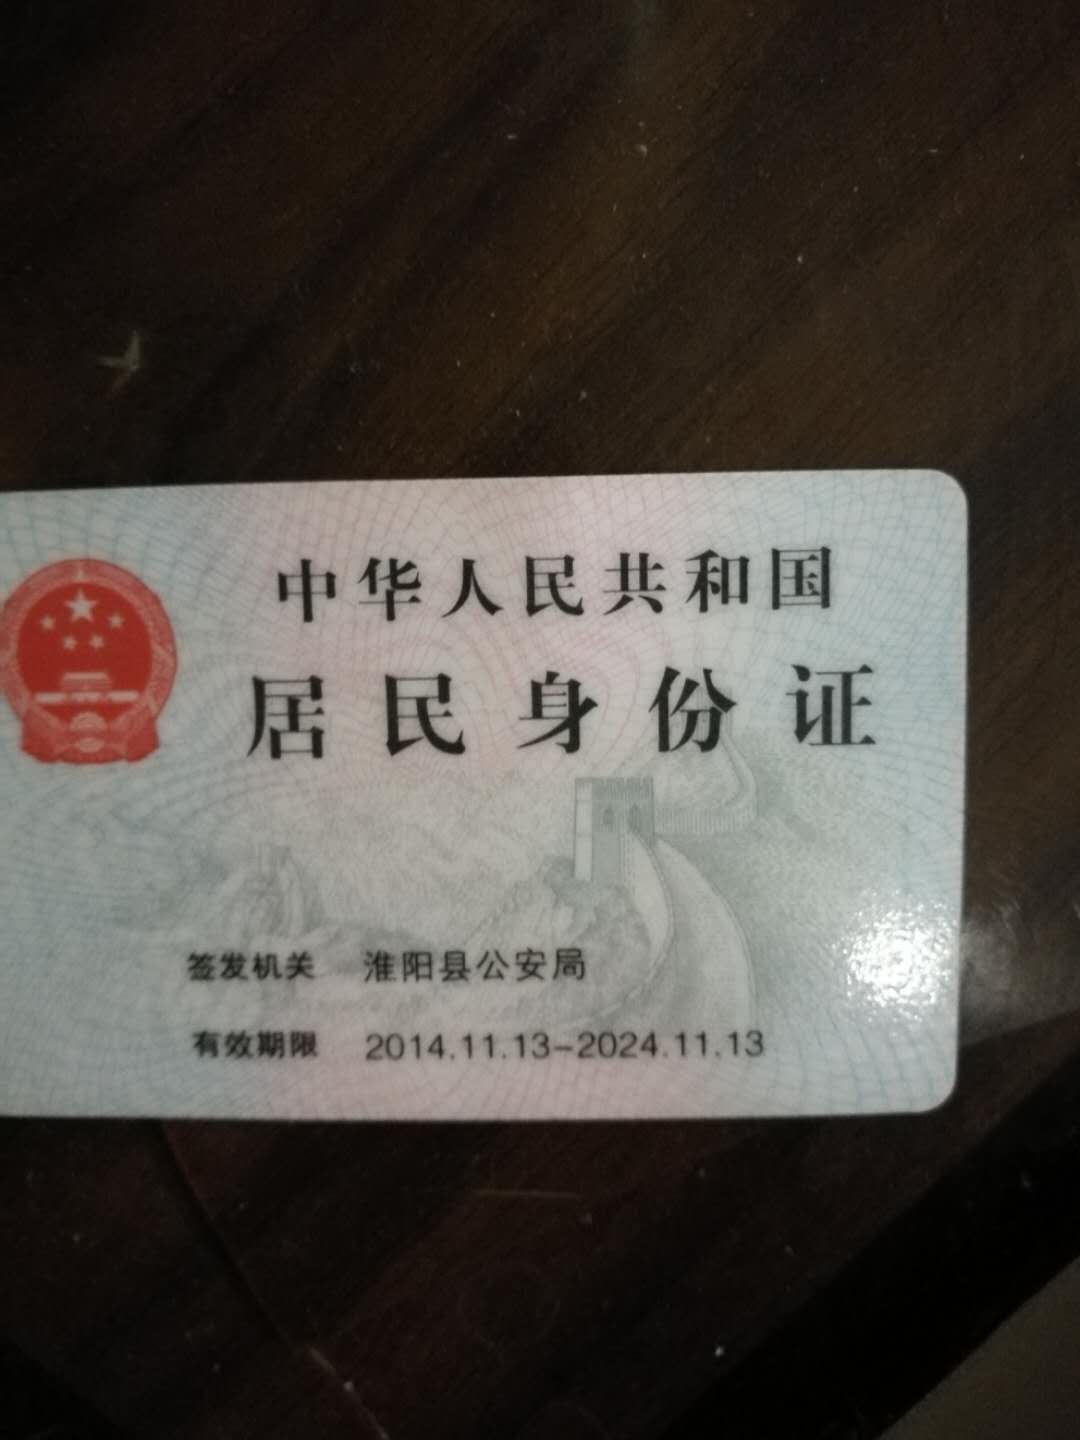 中华人民共和国
居民身份证
签发机关 淮阳县公安局
有效期限 2014.11.13-2024.11.13